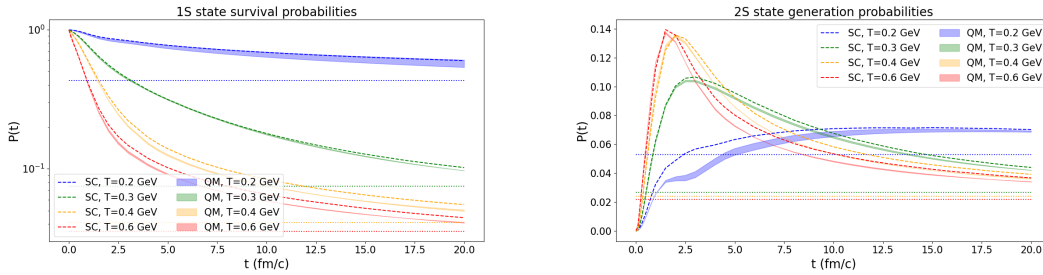 1S state survival probabilities
P(t)
10⁰
10⁻¹
SC, T=0.2 GeV
SC, T=0.3 GeV
SC, T=0.4 GeV
SC, T=0.6 GeV
QM, T=0.2 GeV
QM, T=0.3 GeV
QM, T=0.4 GeV
QM, T=0.6 GeV
0.0 2.5 5.0 7.5 10.0 12.5 15.0 17.5 20.0
t (fm/c)
2S state generation probabilities
P(t)
0.14
0.12
0.10
0.08
0.06
0.04
0.02
0.00
SC, T=0.2 GeV
SC, T=0.3 GeV
SC, T=0.4 GeV
SC, T=0.6 GeV
QM, T=0.2 GeV
QM, T=0.3 GeV
QM, T=0.4 GeV
QM, T=0.6 GeV
0.0 2.5 5.0 7.5 10.0 12.5 15.0 17.5 20.0
t (fm/c)